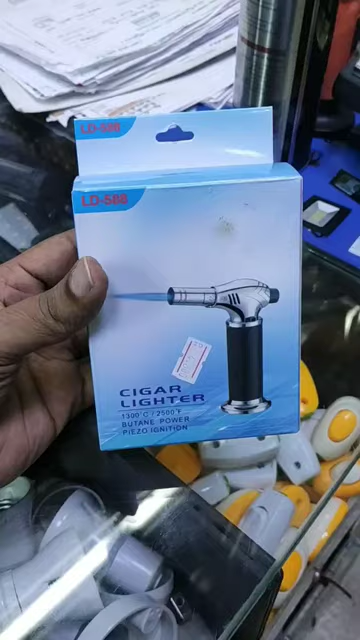 LD-588
LD-588
CIGAR
LIGHTER
1300°C / 2500°F
BUTANE POWER
PIEZO IGNITION